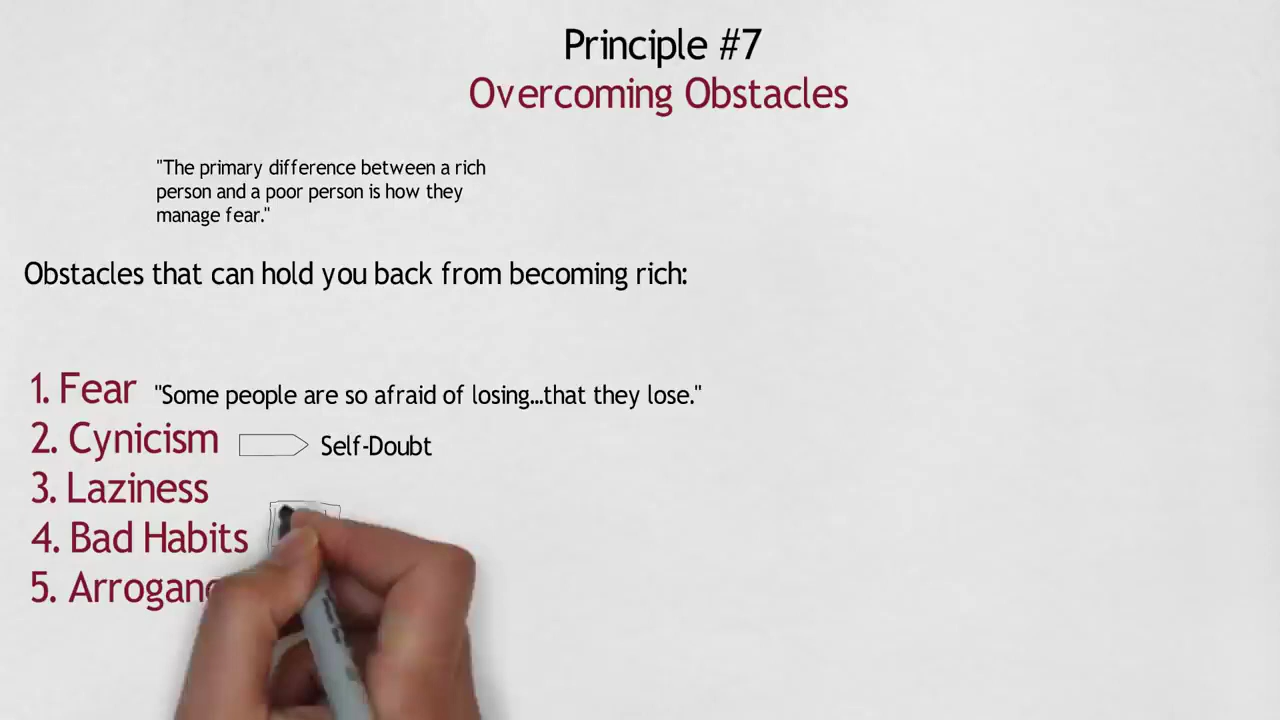 Principle #7
Overcoming Obstacles
"The primary difference between a rich
person and a poor person is how they
manage fear."
Obstacles that can hold you back from becoming rich:
1. Fear "Some people are so afraid of losing...that they lose."
2. Cynicism Self-Doubt
3. Laziness
4. Bad Habits
5.